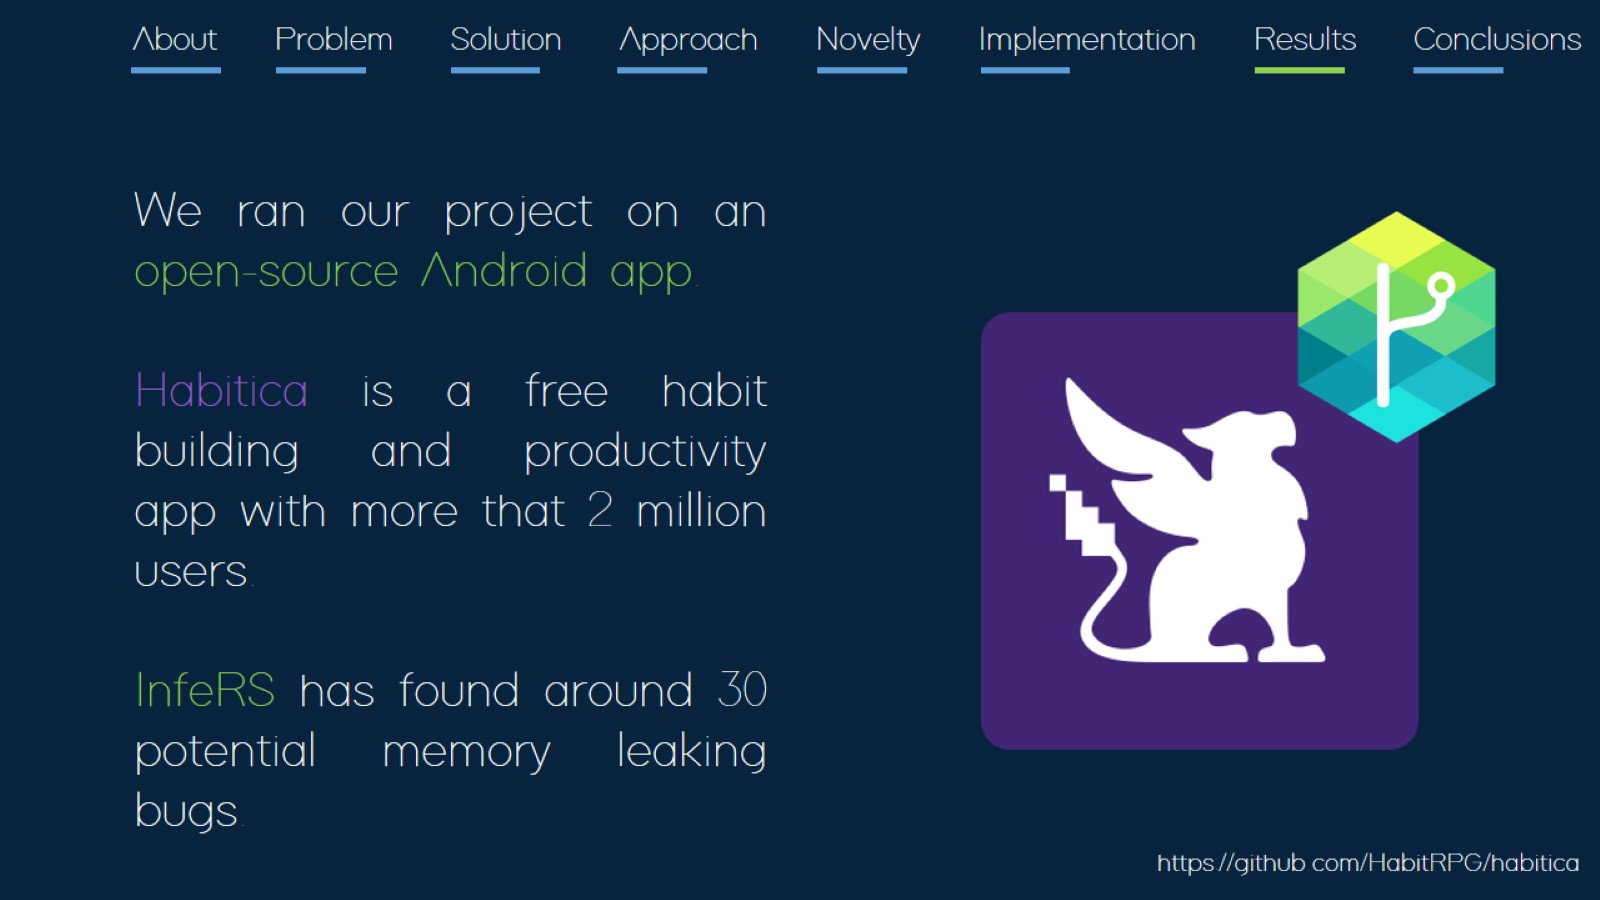 About Problem Solution Approach Novelty Implementation Results Conclusions
We ran our project on an
open-source Android app.
Habitica is a free habit
building and productivity
app with more that 2 million
users.
InfeRS has found around 30
potential memory leaking
bugs.
https://github.com/HabitRPG/habitica